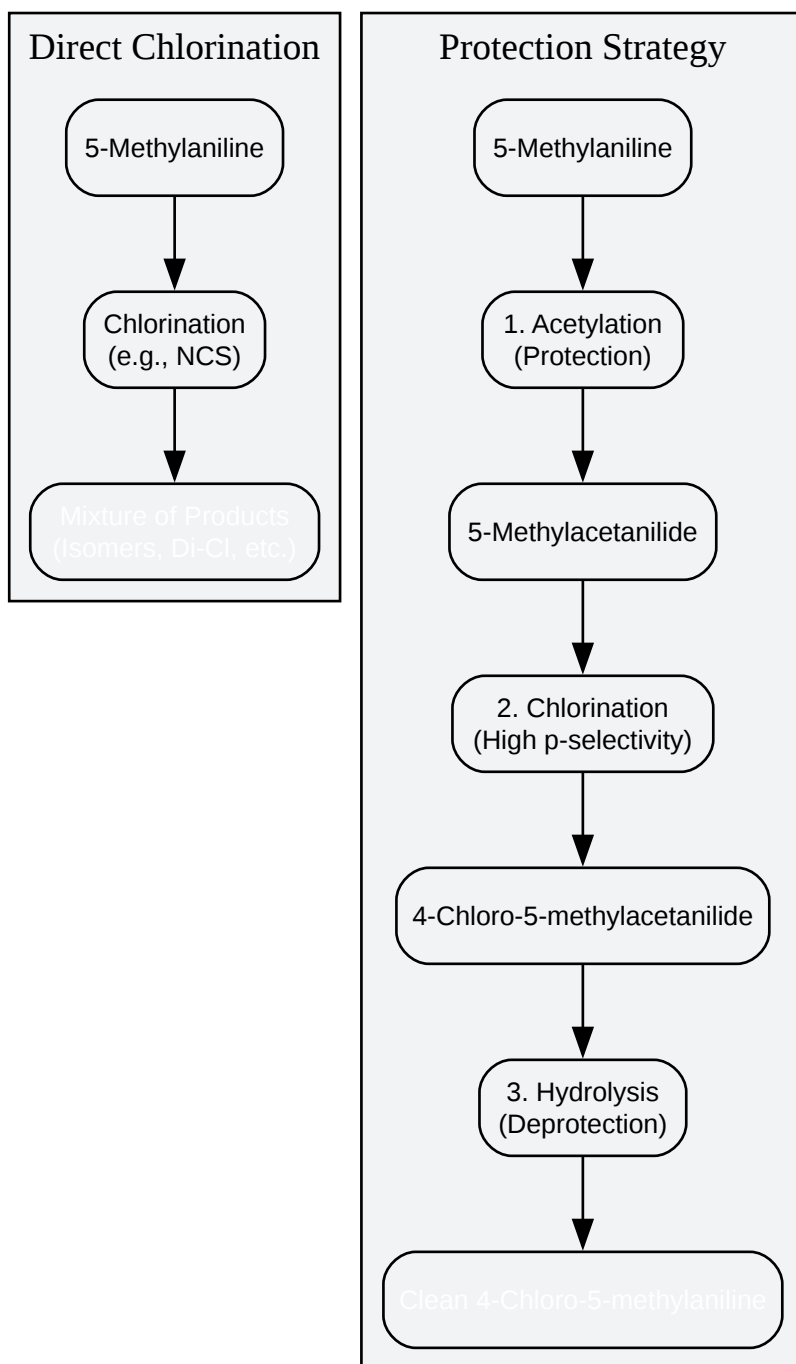 Direct Chlorination
5-Methylaniline
Chlorination
(e.g., NCS)
Mixture of Products
(Isomers, Di-Cl, etc.)
Protection Strategy
5-Methylaniline
1. Acetylation
(Protection)
5-Methylacetanilide
2. Chlorination
(High p-selectivity)
4-Chloro-5-methylacetanilide
3. Hydrolysis
(Deprotection)
Clean 4-Chloro-5-methylaniline